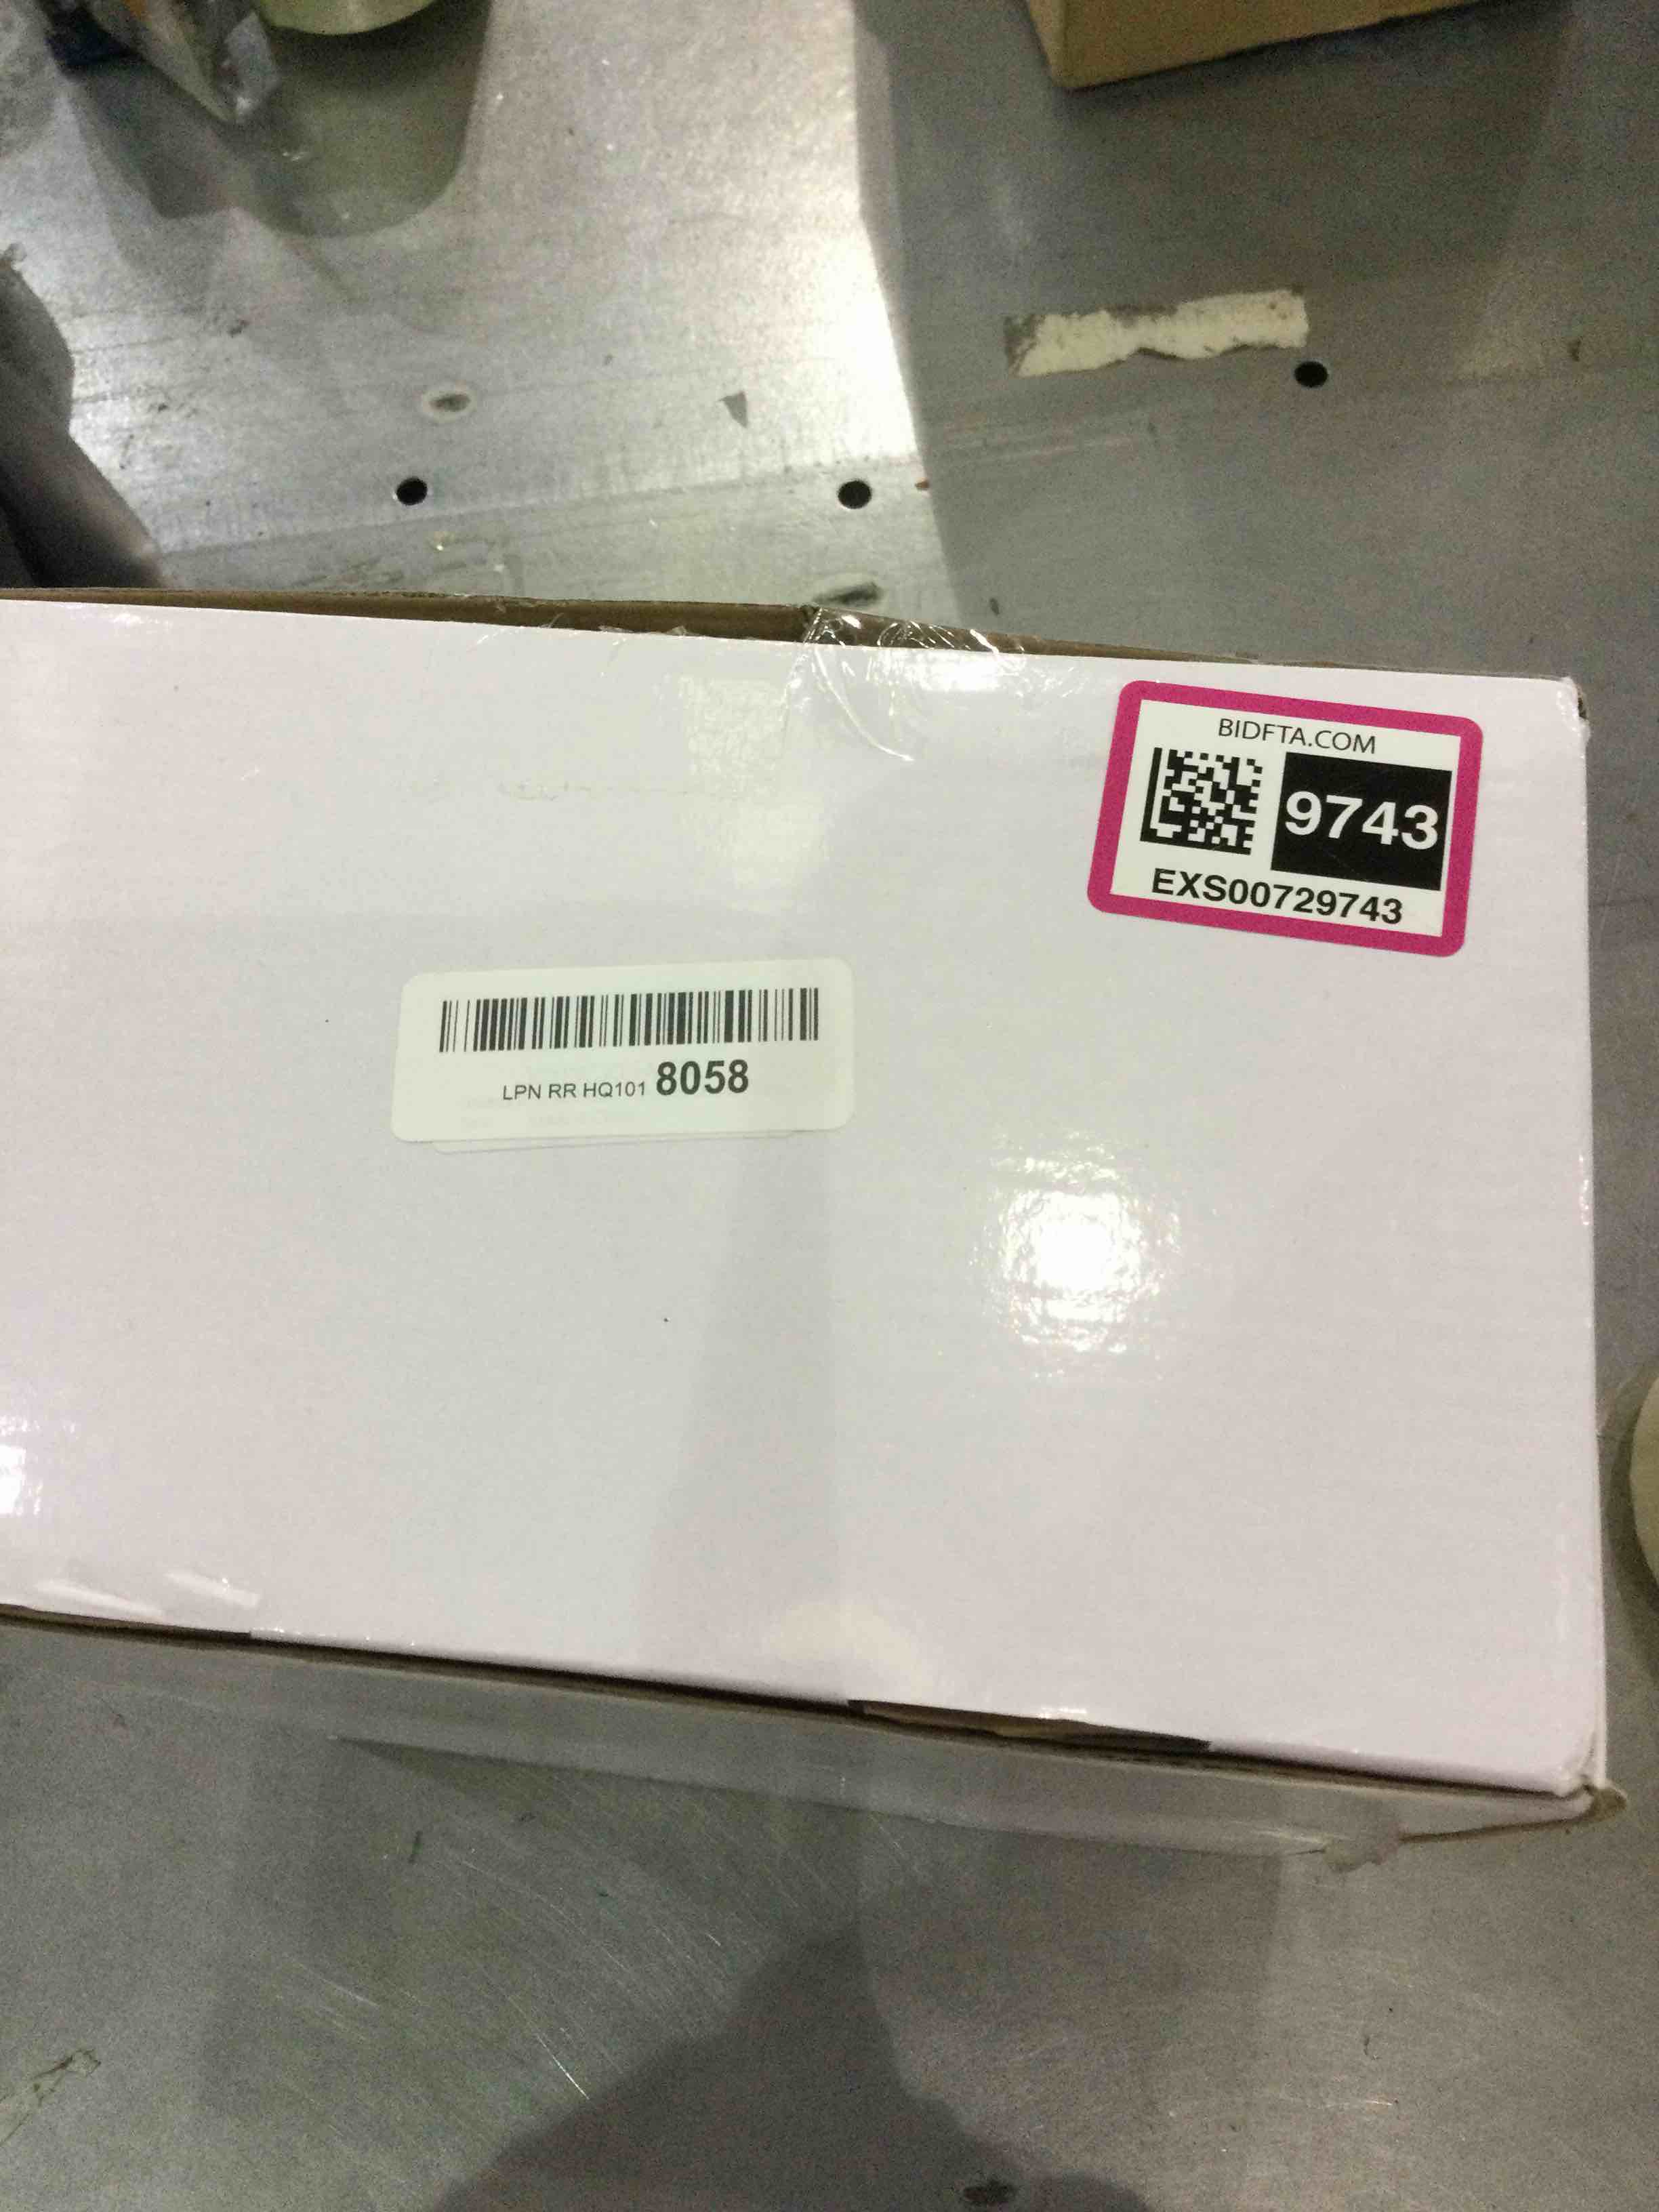 BIDFTA.COM
9743
EXS00729743
LPN RR HQ101 8058